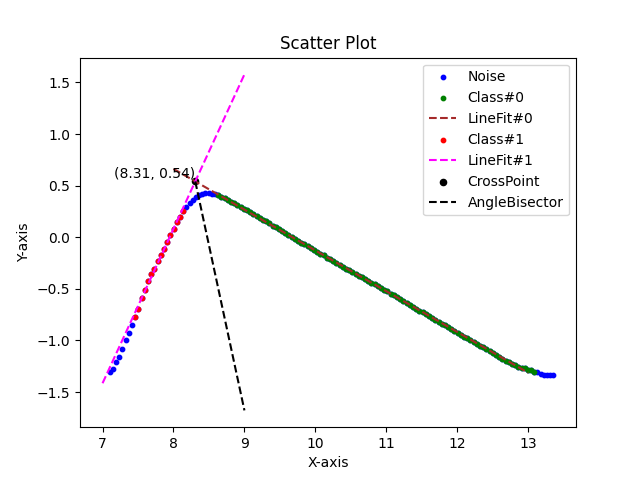 Scatter Plot
Y-axis
1.5
1.0
0.5
0.0
−0.5
−1.0
−1.5
(8.31, 0.54)
Noise
Class#0
LineFit#0
Class#1
LineFit#1
CrossPoint
AngleBisector
7 8 9 10 11 12 13
X-axis